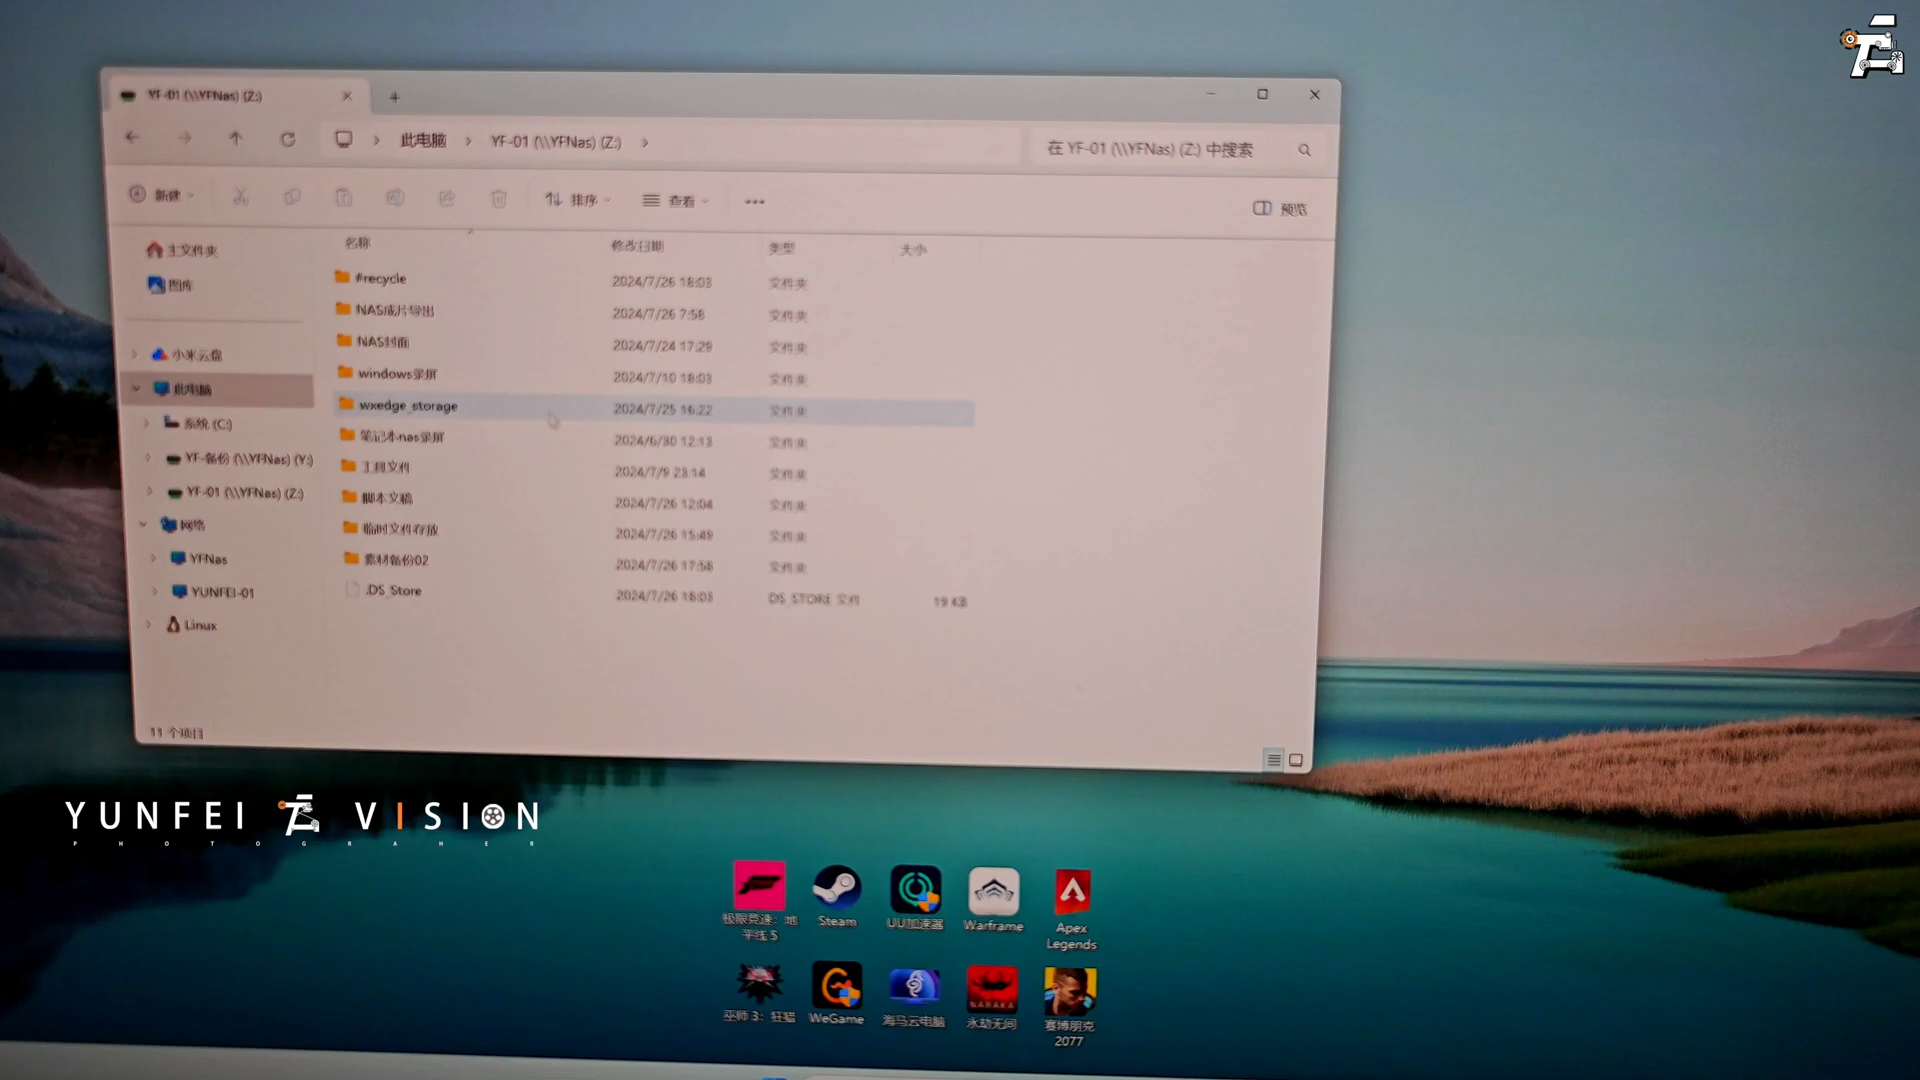 YF-01 (\\YFNas) (Z:)
此电脑 YF-01 (\\YFNas) (Z:)
在 YF-01 (\\YFNas) (Z:) 中搜索
新建 排序 查看 ••• 预览
名称 修改日期 类型 大小
主文件夹
图库
小米云盘
此电脑
系统 (C:)
YF-备份 (\\YFNas) (Y:)
YF-01 (\\YFNas) (Z:)
网络
YFNas
YUNFEI-01
Linux
#recycle 2024/7/26 18:03 文件夹
NAS成片导出 2024/7/26 7:58 文件夹
NAS封面 2024/7/24 17:29 文件夹
windows录屏 2024/7/10 18:03 文件夹
wxedge_storage 2024/7/25 16:22 文件夹
笔记本nas录屏 2024/6/30 12:13 文件夹
工具文件 2024/7/9 23:14 文件夹
脚本文稿 2024/7/26 12:04 文件夹
临时文件存放 2024/7/26 15:49 文件夹
素材备份02 2024/7/26 17:58 文件夹
.DS_Store 2024/7/26 18:03 DS_STORE 文件 19 KB
11 个项目
YUNFEI VISION
PHOTOGRAHER
极限竞速：地平线 5
Steam
UU加速器
Warframe
Apex Legends
巫师 3：狂猎
WeGame
海马云电脑
NARAKA
永劫无间
赛博朋克 2077